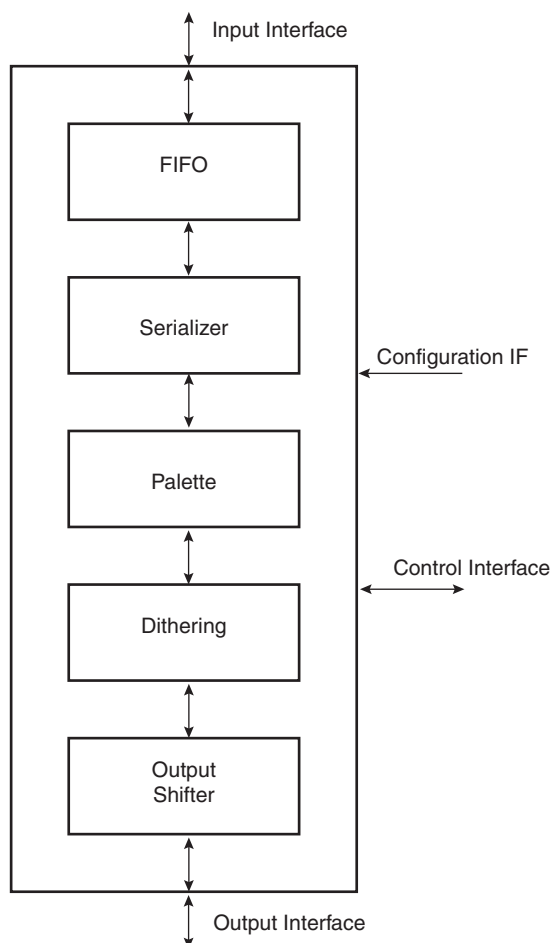 Input Interface
FIFO
Serializer
Configuration IF
Palette
Control Interface
Dithering
Output
Shifter
Output Interface